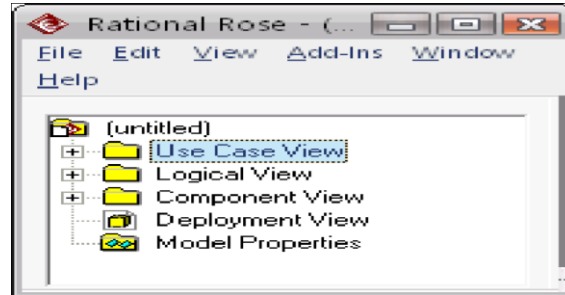 Rational Rose - (...
File Edit View Add-Ins Window
Help
(untitled)
Use Case View
Logical View
Component View
Deployment View
Model Properties